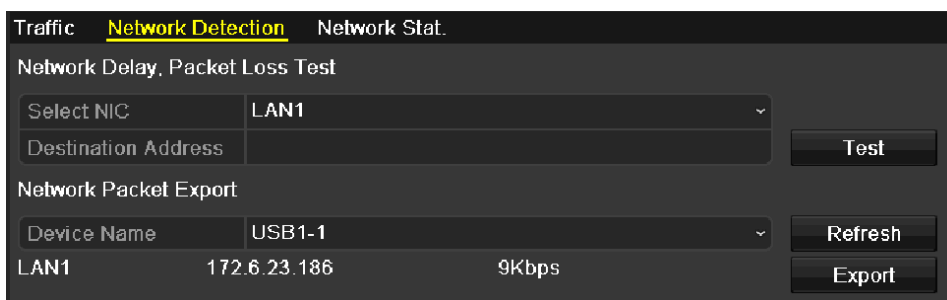 Traffic Network Detection Network Stat.
Network Delay, Packet Loss Test
Select NIC LAN1
Destination Address Test
Network Packet Export
Device Name USB1-1 Refresh
LAN1 172.6.23.186 9Kbps Export